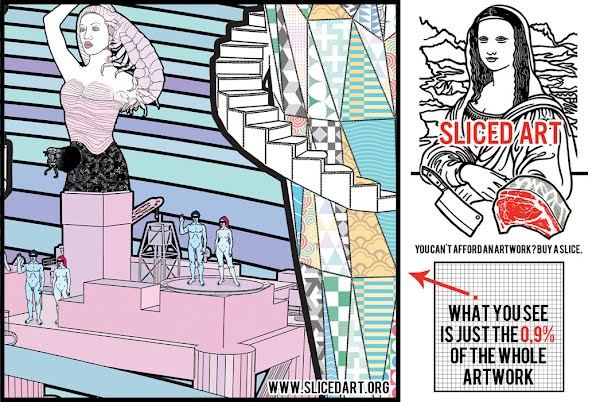 WWW.SLICEDART.ORG
SLICED ART
YOU CAN'T AFFORD AN ARTWORK? BUY A SLICE.
WHAT YOU SEE
IS JUST THE 0,9%
OF THE WHOLE
ARTWORK